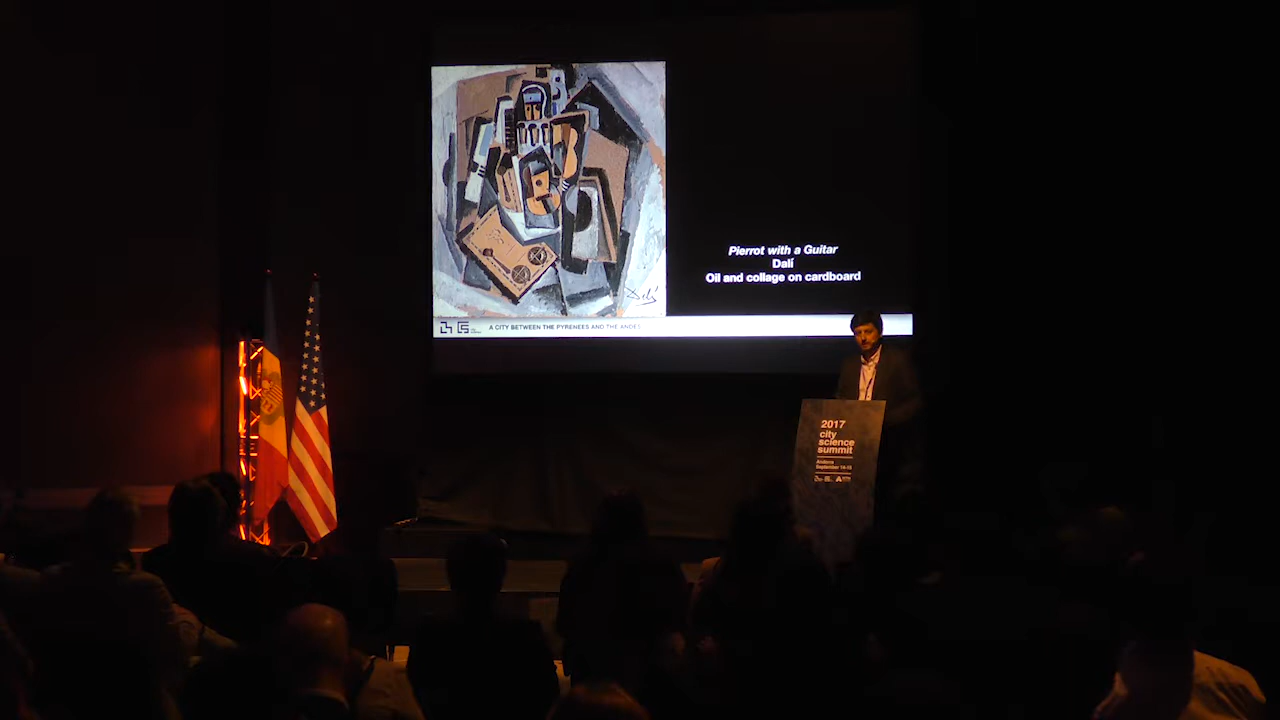 Pierrot with a Guitar
Dalí
Oil and collage on cardboard
Dalí
A CITY BETWEEN THE PYRENEES AND THE ANDES
2017
city
science
summit
Andorra